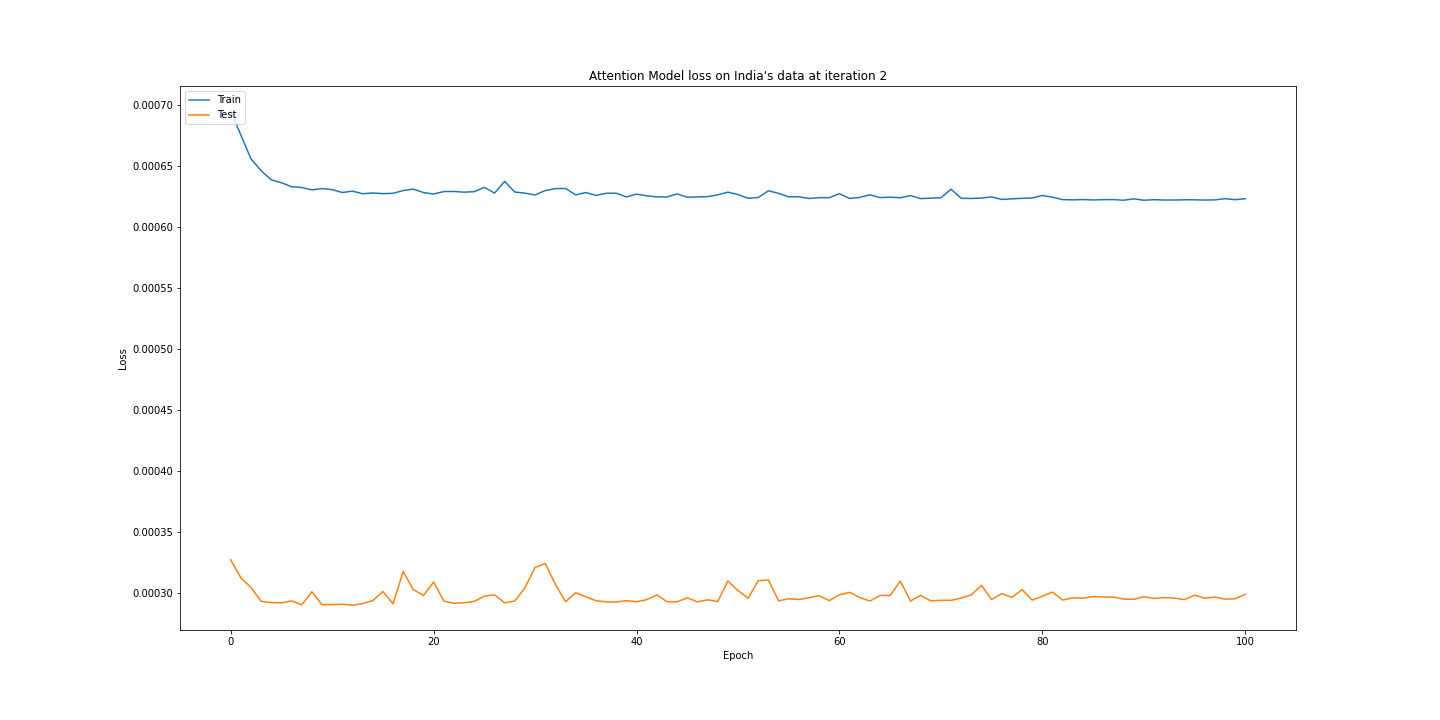 Attention Model loss on India's data at iteration 2
Train
Test
0.00070
0.00065
0.00060
0.00055
0.00050
0.00045
0.00040
0.00035
0.00030
Loss
0 20 40 60 80 100
Epoch